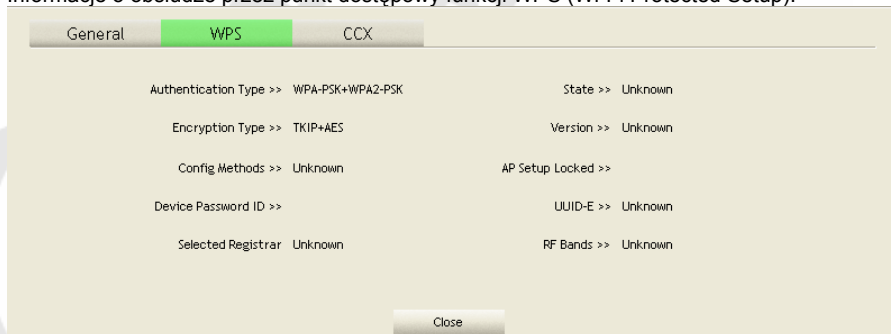 Informacje o obsłudze przez punkt dostępowy funkcji WPS (Wi-Fi Protected Setup).
General WPS CCX
Authentication Type >> WPA-PSK+WPA2-PSK State >> Unknown
Encryption Type >> TKIP+AES Version >> Unknown
Config Methods >> Unknown AP Setup Locked >>
Device Password ID >> UUID-E >> Unknown
Selected Registrar Unknown RF Bands >> Unknown
Close